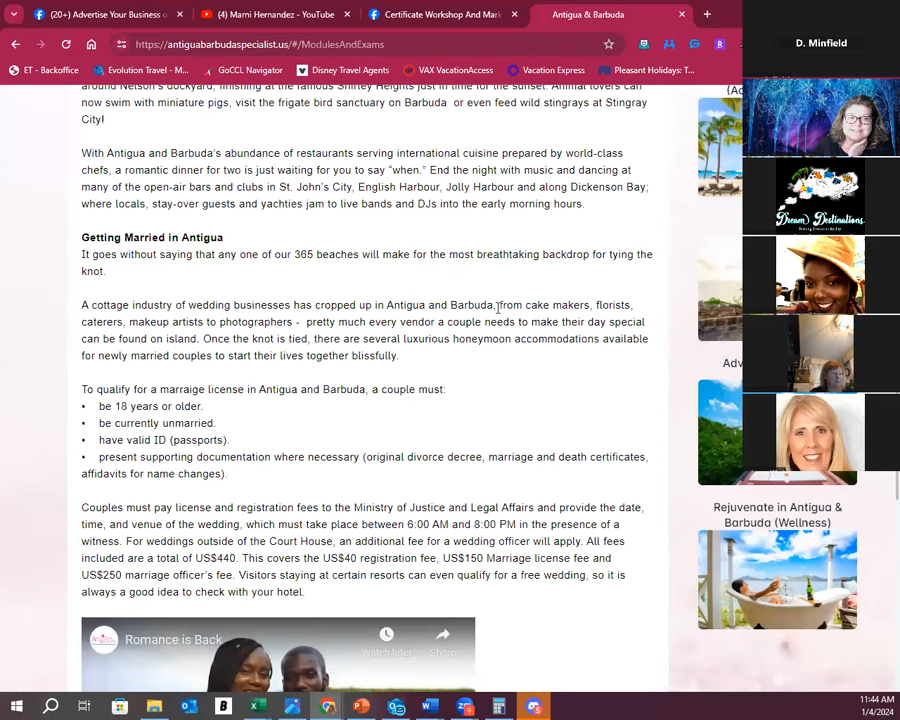 (20+) Advertise Your Business o
(4) Marni Hernandez - YouTube
Certificate Workshop And Mark
Antigua & Barbuda
https://antiguabarbudaspecialist.us/#/ModulesAndExams
ET - Backoffice
Evolution Travel - M...
GoCCL Navigator
Disney Travel Agents
VAX VacationAccess
Vacation Express
Pleasant Holidays: T...
D. Minfield
around Nelson's dockyard, finishing at the famous Shirley Heights just in time for the sunset. Animal lovers can
now swim with miniature pigs, visit the frigate bird sanctuary on Barbuda or even feed wild stingrays at Stingray
City!
With Antigua and Barbuda's abundance of restaurants serving international cuisine prepared by world-class
chefs, a romantic dinner for two is just waiting for you to say "when." End the night with music and dancing at
many of the open-air bars and clubs in St. John's City, English Harbour, Jolly Harbour and along Dickenson Bay;
where locals, stay-over guests and yachties jam to live bands and DJs into the early morning hours.
Getting Married in Antigua
It goes without saying that any one of our 365 beaches will make for the most breathtaking backdrop for tying the
knot.
A cottage industry of wedding businesses has cropped up in Antigua and Barbuda, from cake makers, florists,
caterers, makeup artists to photographers - pretty much every vendor a couple needs to make their day special
can be found on island. Once the knot is tied, there are several luxurious honeymoon accommodations available
for newly married couples to start their lives together blissfully.
To qualify for a marraige license in Antigua and Barbuda, a couple must:
• be 18 years or older.
• be currently unmarried.
• have valid ID (passports).
• present supporting documentation where necessary (original divorce decree, marriage and death certificates,
affidavits for name changes).
Couples must pay license and registration fees to the Ministry of Justice and Legal Affairs and provide the date,
time, and venue of the wedding, which must take place between 6:00 AM and 8:00 PM in the presence of a
witness. For weddings outside of the Court House, an additional fee for a wedding officer will apply. All fees
included are a total of US$440. This covers the US$40 registration fee, US$150 Marriage license fee and
US$250 marriage officer's fee. Visitors staying at certain resorts can even qualify for a free wedding, so it is
always a good idea to check with your hotel.
Romance is Back
Watch later
Share
(Ad
Adv
Rejuvenate in Antigua &
Barbuda (Wellness)
Dream Destinations
11:44 AM
1/4/2024